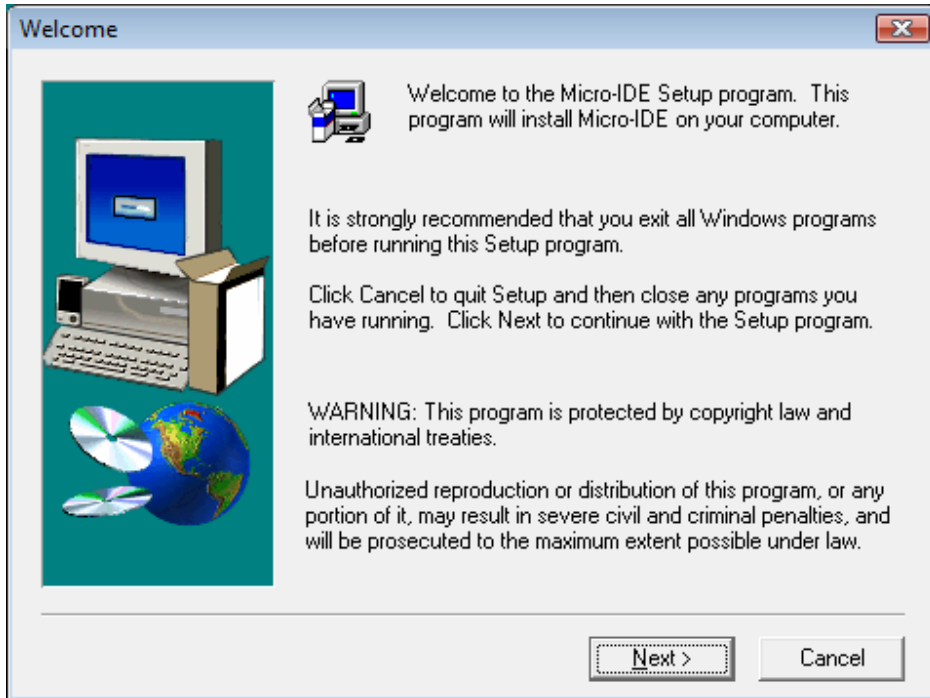 Welcome
Welcome to the Micro-IDE Setup program. This
program will install Micro-IDE on your computer.
It is strongly recommended that you exit all Windows programs
before running this Setup program.
Click Cancel to quit Setup and then close any programs you
have running. Click Next to continue with the Setup program.
WARNING: This program is protected by copyright law and
international treaties.
Unauthorized reproduction or distribution of this program, or any
portion of it, may result in severe civil and criminal penalties, and
will be prosecuted to the maximum extent possible under law.
Next >
Cancel